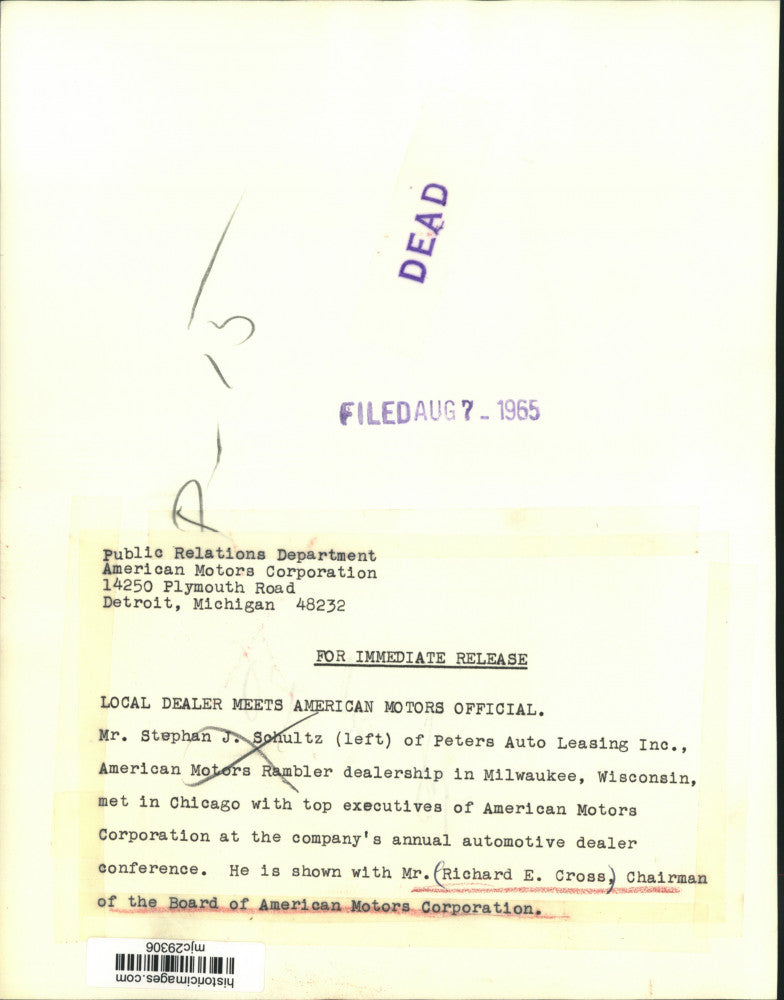 DEAD
A-15/
FILED AUG 7 - 1965
Public Relations Department
American Motors Corporation
14250 Plymouth Road
Detroit, Michigan 48232
FOR IMMEDIATE RELEASE
LOCAL DEALER MEETS AMERICAN MOTORS OFFICIAL.
Mr. Stephan J. Schultz (left) of Peters Auto Leasing Inc.,
American Motors Rambler dealership in Milwaukee, Wisconsin,
met in Chicago with top executives of American Motors
Corporation at the company's annual automotive dealer
conference. He is shown with Mr. (Richard E. Cross,) Chairman
of the Board of American Motors Corporation.
mjc29306
historicimages.com